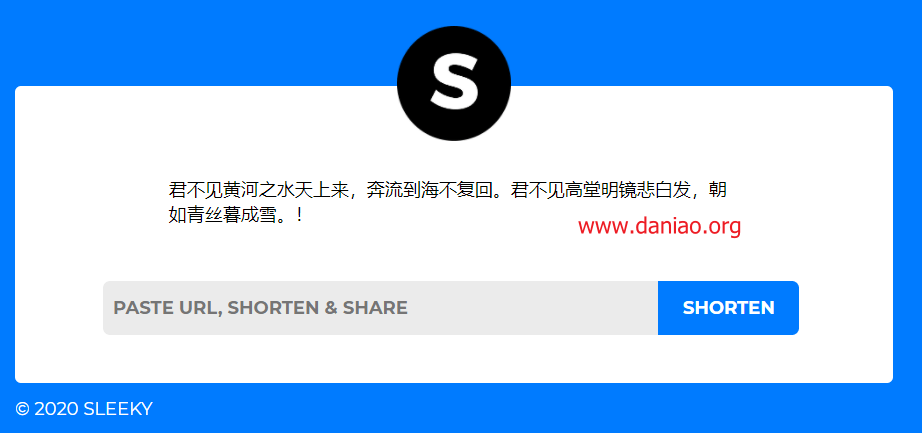 S
君不见黄河之水天上来，奔流到海不复回。君不见高堂明镜悲白发，朝
如青丝暮成雪。！
www.daniao.org
PASTE URL, SHORTEN & SHARE
SHORTEN
© 2020 SLEEKY